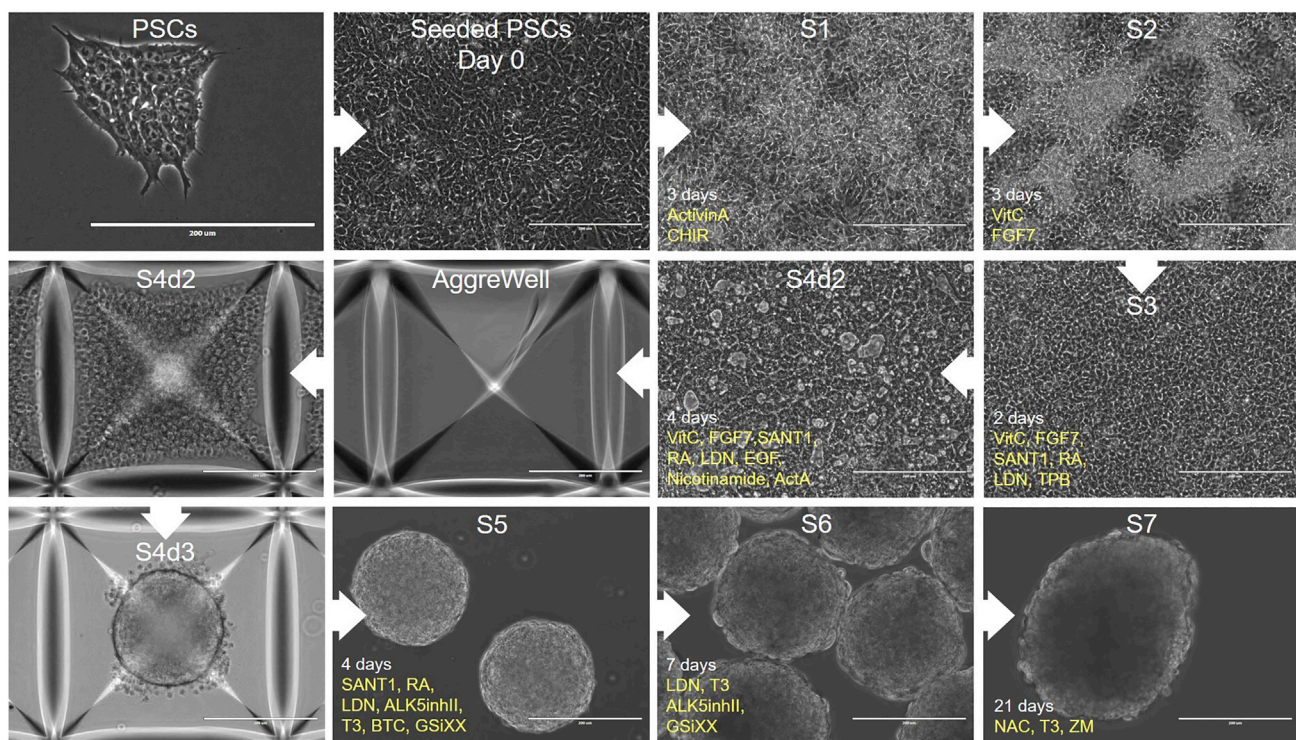 PSCs
200 um
Seeded PSCs
Day 0
S1
3 days
ActivinA
CHIR
S2
3 days
VitC
FGF7
S4d2
AggreWell
S4d2
4 days
VitC, FGF7,SANT1,
RA, LDN, EGF,
Nicotinamide, ActA
S3
2 days
VitC, FGF7,
SANT1, RA,
LDN, TPB
S4d3
S5
4 days
SANT1, RA,
LDN, ALK5inhII,
T3, BTC, GSiXX
S6
7 days
LDN, T3
ALK5inhII,
GSiXX
S7
21 days
NAC, T3, ZM